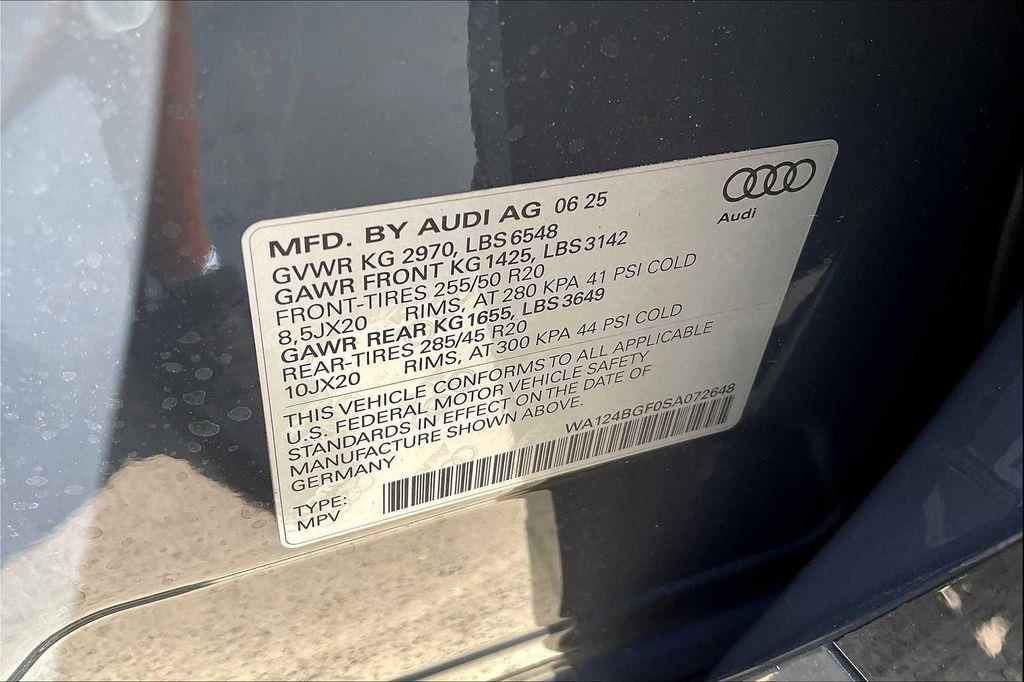 MFD. BY AUDI AG 06 25
Audi
GVWR KG 2970, LBS 6548
GAWR FRONT KG 1425, LBS 3142
FRONT-TIRES 255/50 R20
8,5JX20 RIMS, AT 280 KPA 41 PSI COLD
GAWR REAR KG 1655, LBS 3649
REAR-TIRES 285/45 R20
10JX20 RIMS, AT 300 KPA 44 PSI COLD
THIS VEHICLE CONFORMS TO ALL APPLICABLE
U.S. FEDERAL MOTOR VEHICLE SAFETY
STANDARDS IN EFFECT ON THE DATE OF
MANUFACTURE SHOWN ABOVE.
GERMANY
WA124BGF0SA072648
TYPE:
MPV